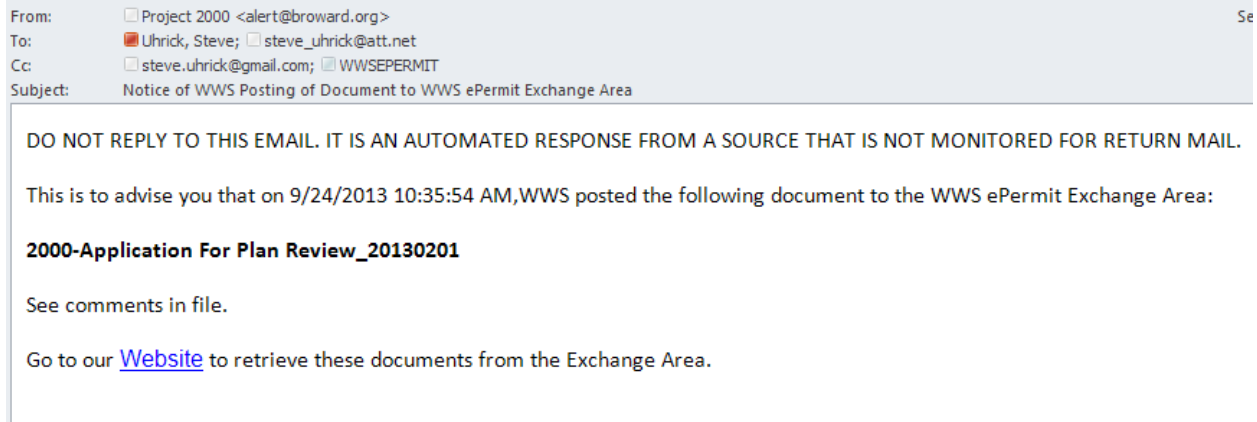 From: Project 2000 <alert@broward.org> Se
To: Uhrick, Steve; steve_uhrick@att.net
Cc: steve.uhrick@gmail.com; WWSEPERMIT
Subject: Notice of WWS Posting of Document to WWS ePermit Exchange Area
DO NOT REPLY TO THIS EMAIL. IT IS AN AUTOMATED RESPONSE FROM A SOURCE THAT IS NOT MONITORED FOR RETURN MAIL.
This is to advise you that on 9/24/2013 10:35:54 AM,WWS posted the following document to the WWS ePermit Exchange Area:
2000-Application For Plan Review_20130201
See comments in file.
Go to our Website to retrieve these documents from the Exchange Area.